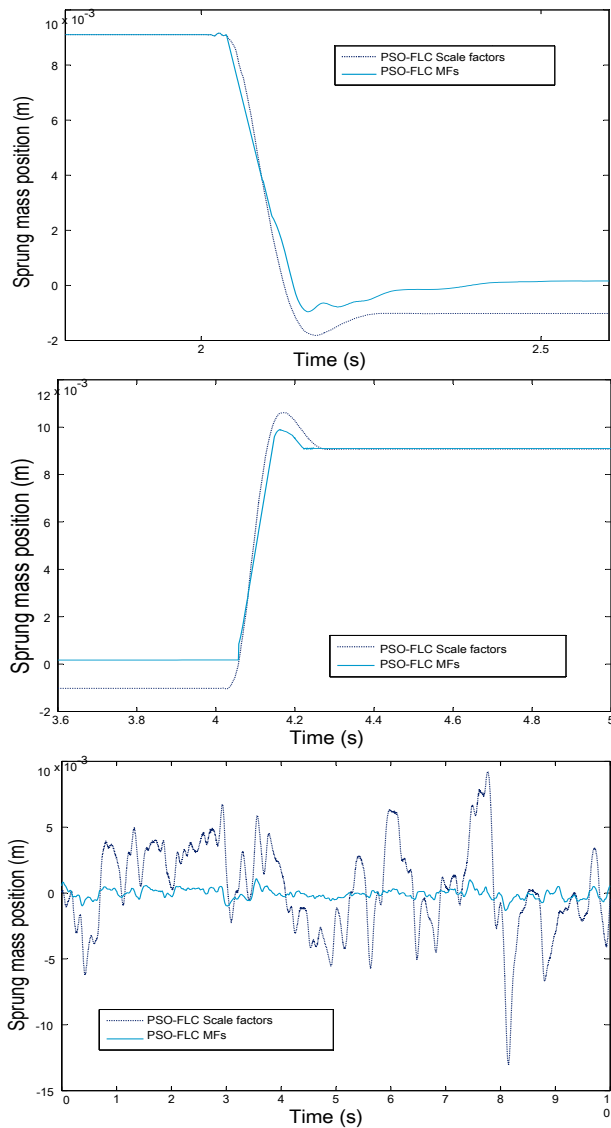 10 x 10-3
8
6
4
2
0
-2
Sprung mass position (m)
PSO-FLC Scale factors
PSO-FLC MFs
2
2.5
Time (s)
12 x 10-3
10
8
6
4
2
0
-2
Sprung mass position (m)
PSO-FLC Scale factors
PSO-FLC MFs
3.6
3.8
4
4.2
4.4
4.6
4.8
5
Time (s)
10 x 10-3
5
0
-5
-10
-15
Sprung mass position (m)
PSO-FLC Scale factors
PSO-FLC MFs
0 1 2 3 4 5 6 7 8 9 1
0
Time (s)